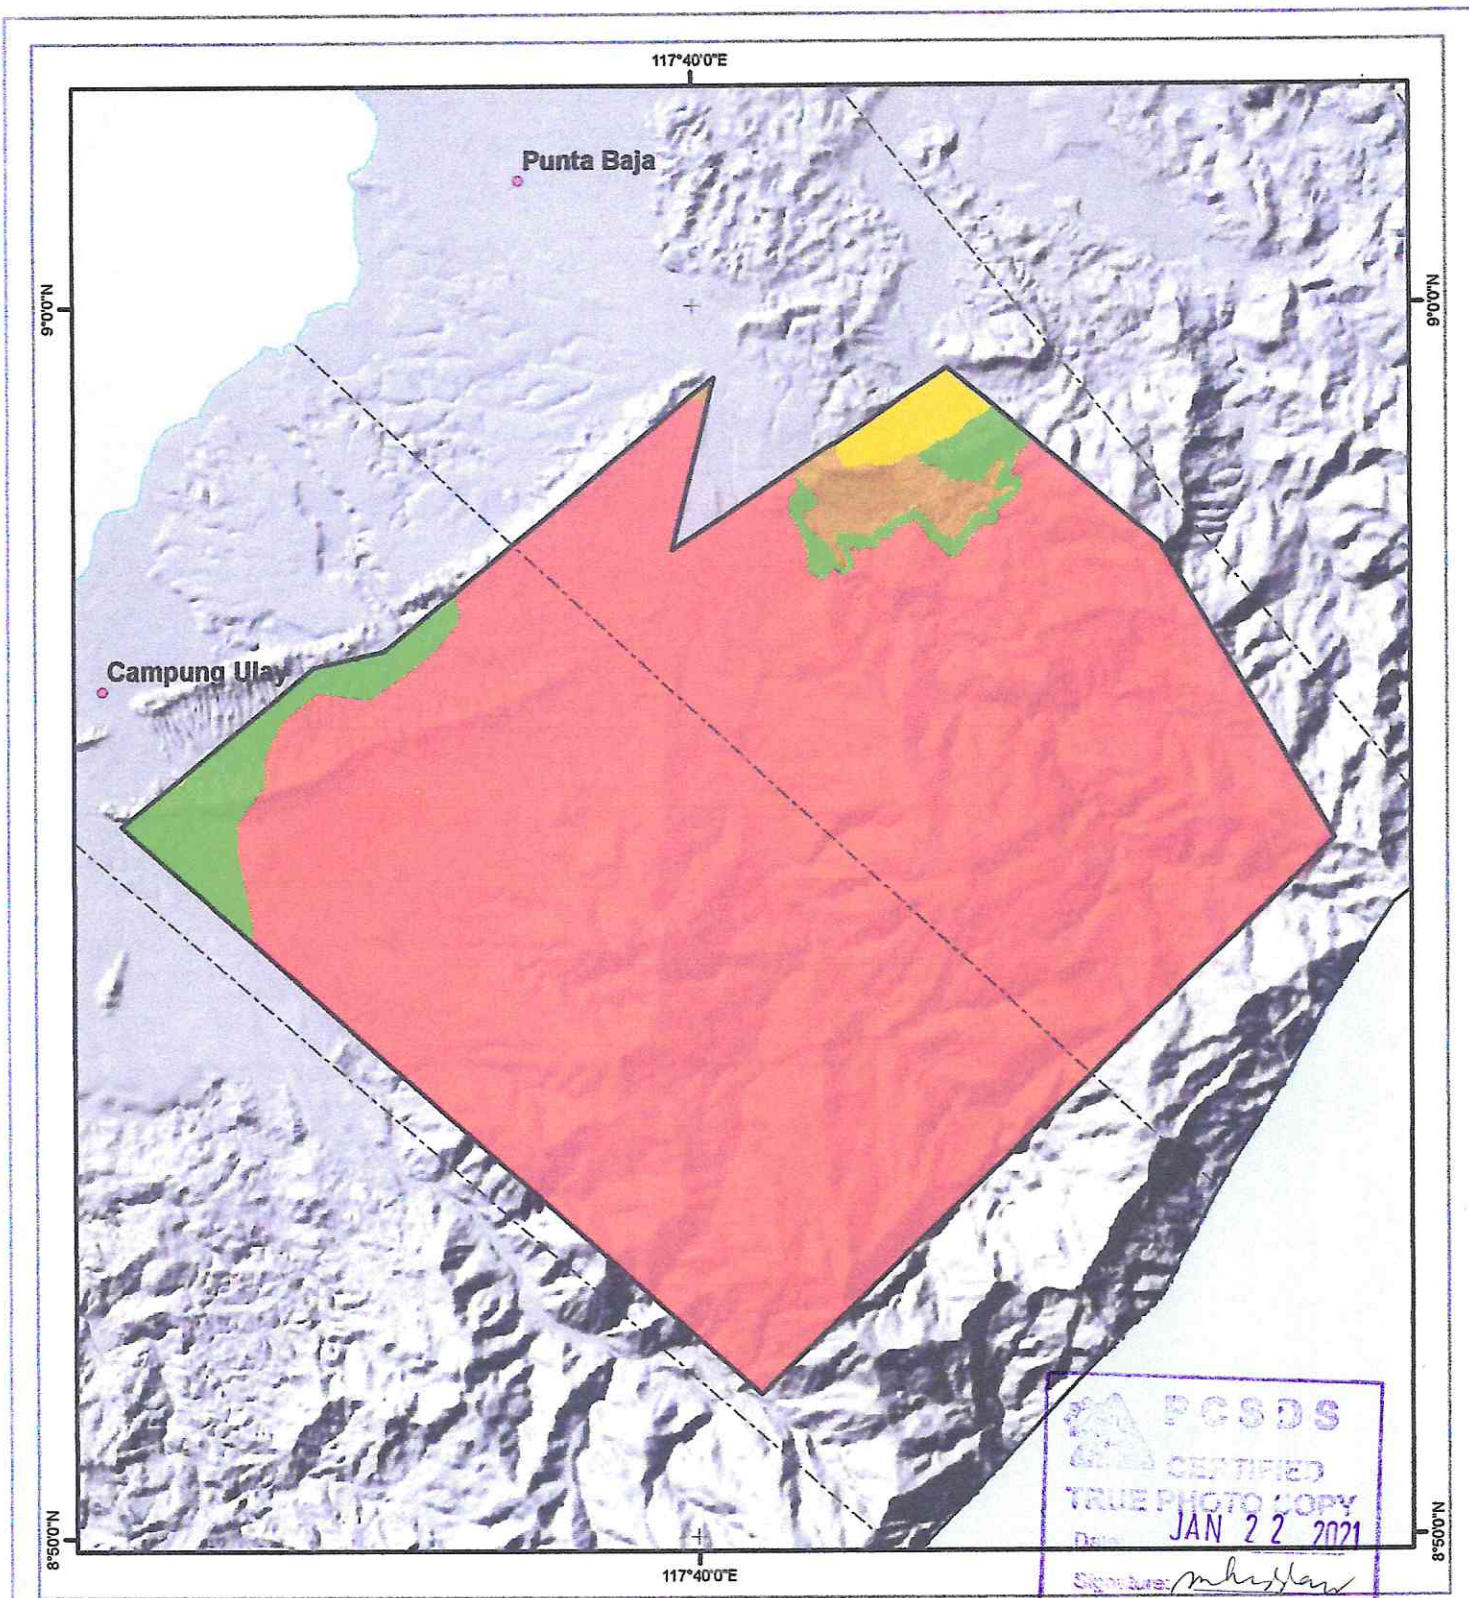 117°40'0"E
Punta Baja
9°0'0"N
9°0'0"N
Campung Ulay
PCSDS
CERTIFIED
TRUE PHOTO COPY
Date
JAN 22 2021
Signature:
8°50'0"N
8°50'0"N
117°40'0"E